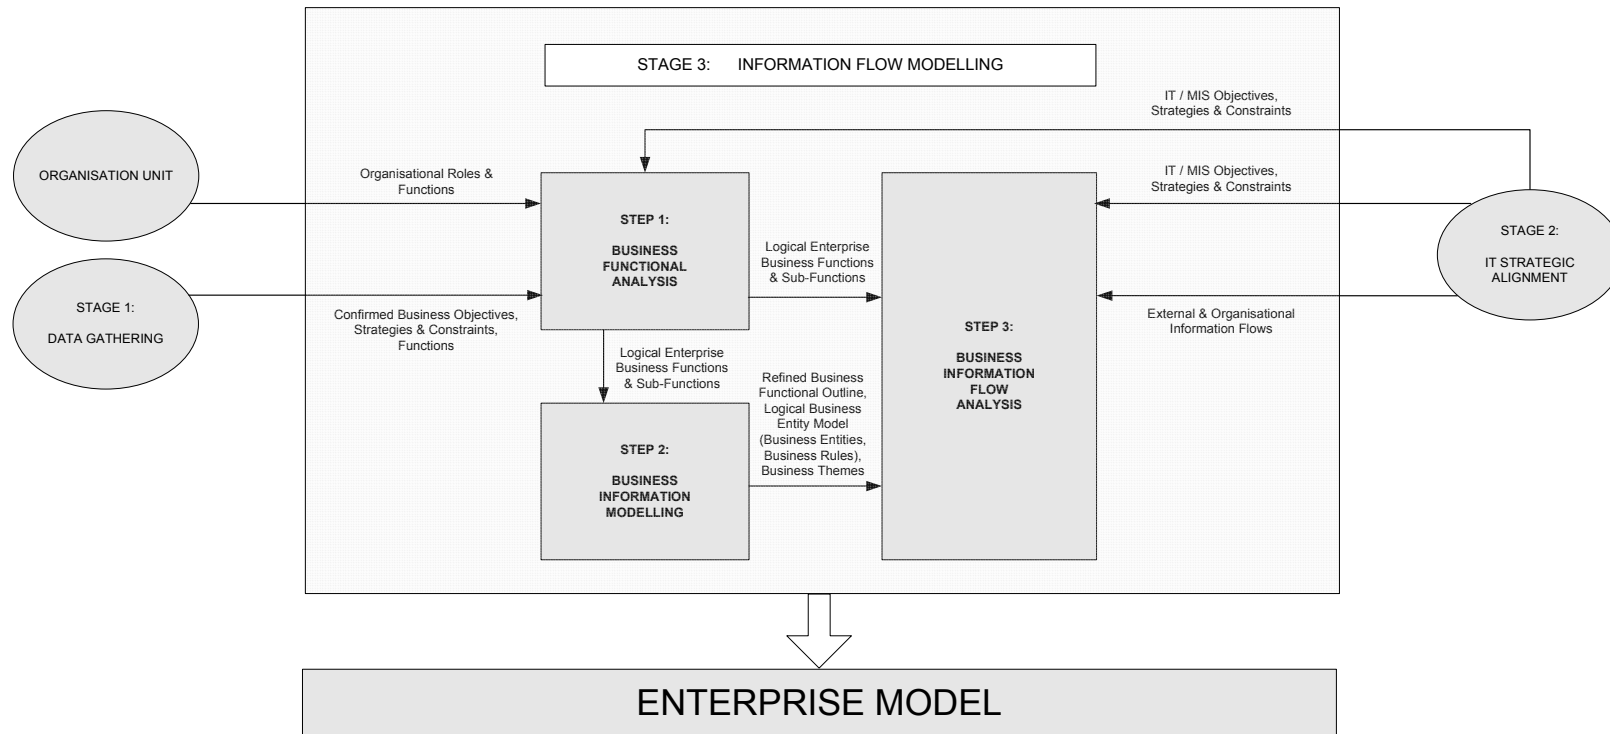 STAGE 3: INFORMATION FLOW MODELLING
IT / MIS Objectives,
Strategies & Constraints
ORGANISATION UNIT
Organisational Roles &
Functions
IT / MIS Objectives,
Strategies & Constraints
STEP 1:
BUSINESS
FUNCTIONAL
ANALYSIS
Logical Enterprise
Business Functions
& Sub-Functions
STAGE 2:
IT STRATEGIC
ALIGNMENT
STAGE 1:
DATA GATHERING
Confirmed Business Objectives,
Strategies & Constraints,
Functions
External & Organisational
Information Flows
STEP 3:
BUSINESS
INFORMATION
FLOW
ANALYSIS
Logical Enterprise
Business Functions
& Sub-Functions
Refined Business
Functional Outline,
Logical Business
Entity Model
(Business Entities,
Business Rules),
Business Themes
STEP 2:
BUSINESS
INFORMATION
MODELLING
ENTERPRISE MODEL